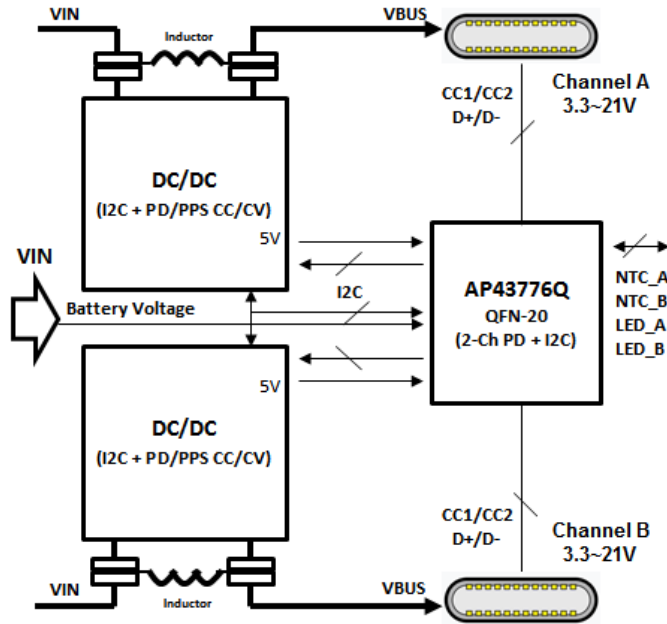 VIN
Inductor
VBUS
CC1/CC2
D+/D-
Channel A
3.3~21V
DC/DC
(I2C + PD/PPS CC/CV)
5V
VIN
Battery Voltage
I2C
AP43776Q
QFN-20
(2-Ch PD + I2C)
NTC_A
NTC_B
LED_A
LED_B
5V
DC/DC
(I2C + PD/PPS CC/CV)
CC1/CC2
D+/D-
Channel B
3.3~21V
VIN
Inductor
VBUS